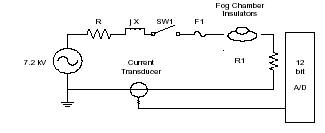 Fog Chamber
Insulators
R
j X
SW1
F1
7.2 kV
Current
Transducer
R1
12
bit
A/D